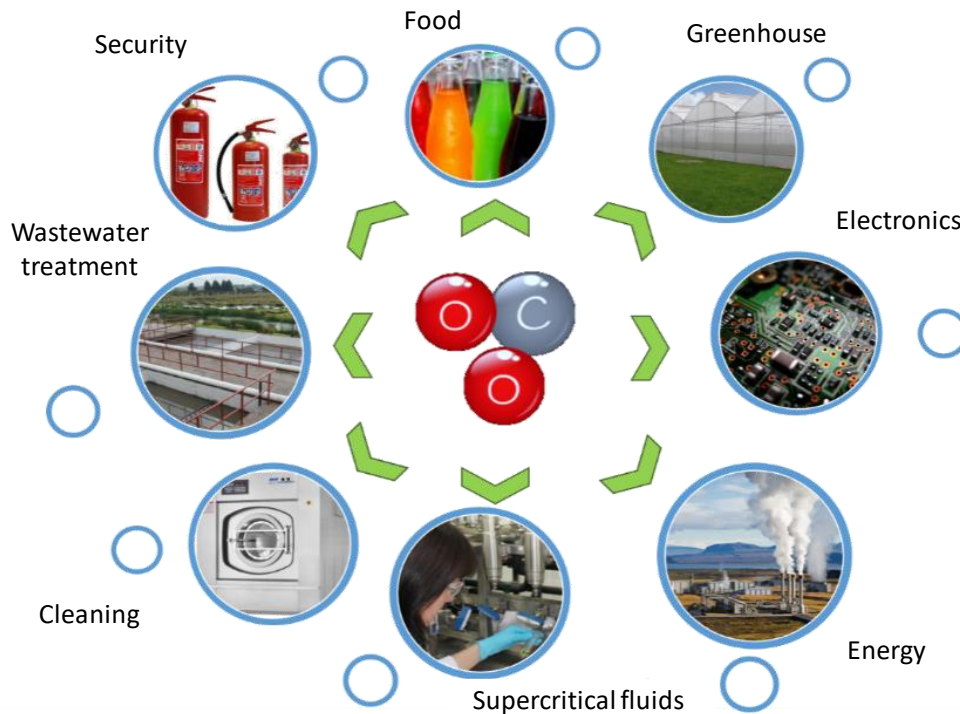 Food
Security
Greenhouse
Wastewater
treatment
Electronics
O
C
O
Cleaning
Energy
Supercritical fluids